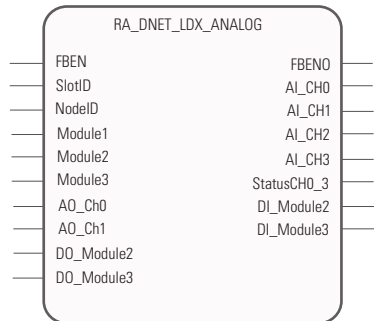 RA_DNET_LDX_ANALOG
FBEN
SlotID
NodeID
Module1
Module2
Module3
AO_Ch0
AO_Ch1
DO_Module2
DO_Module3
FBENO
AI_CH0
AI_CH1
AI_CH2
AI_CH3
StatusCH0_3
DI_Module2
DI_Module3